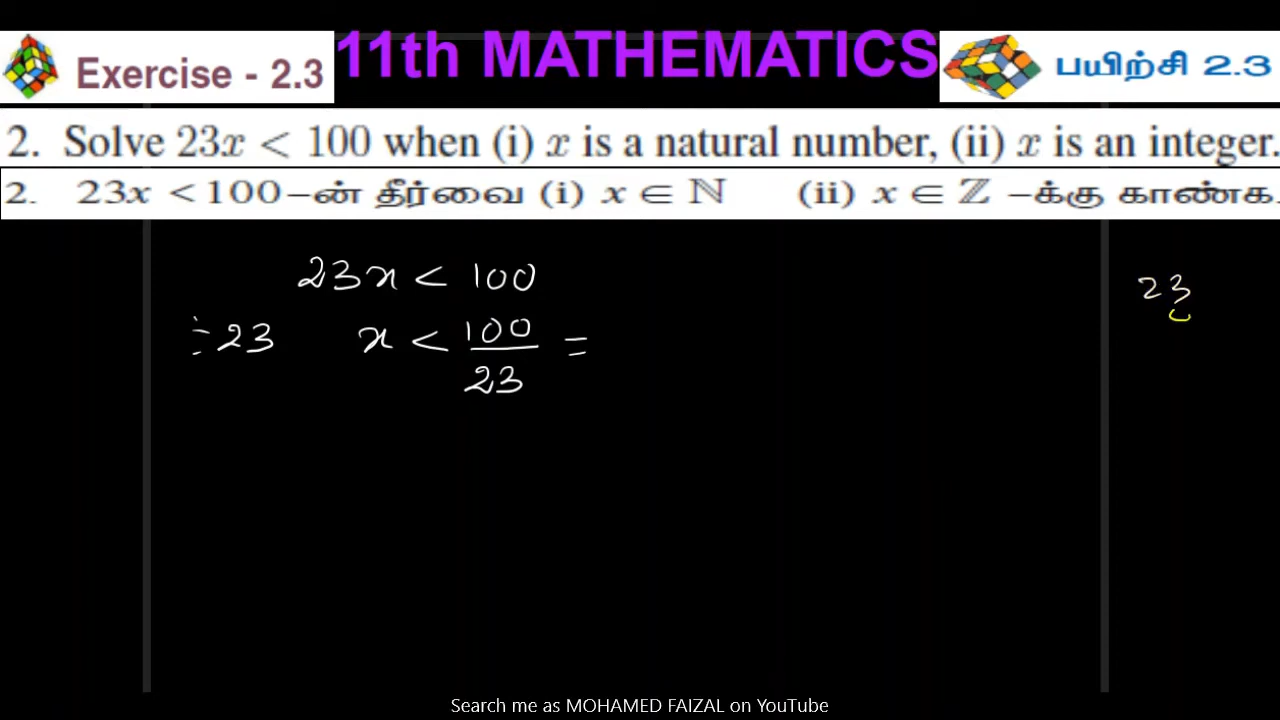 11th MATHEMATICS
Exercise - 2.3
பயிற்சி 2.3
2. Solve 23x < 100 when (i) x is a natural number, (ii) x is an integer.
2. 23x < 100–ன் தீர்வை (i) x ∈ ℕ (ii) x ∈ ℤ –க்கு காண்க.
23x < 100
23
÷23 x < 100/23 =
Search me as MOHAMED FAIZAL on YouTube